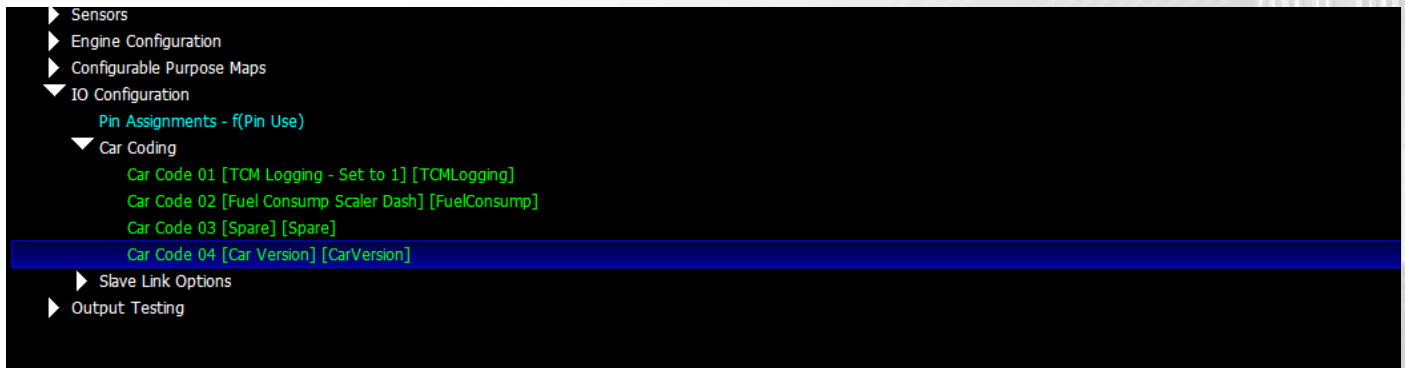 Sensors
Engine Configuration
Configurable Purpose Maps
IO Configuration
Pin Assignments - f(Pin Use)
Car Coding
Car Code 01 [TCM Logging - Set to 1] [TCMLogging]
Car Code 02 [Fuel Consump Scaler Dash] [FuelConsump]
Car Code 03 [Spare] [Spare]
Car Code 04 [Car Version] [CarVersion]
Slave Link Options
Output Testing